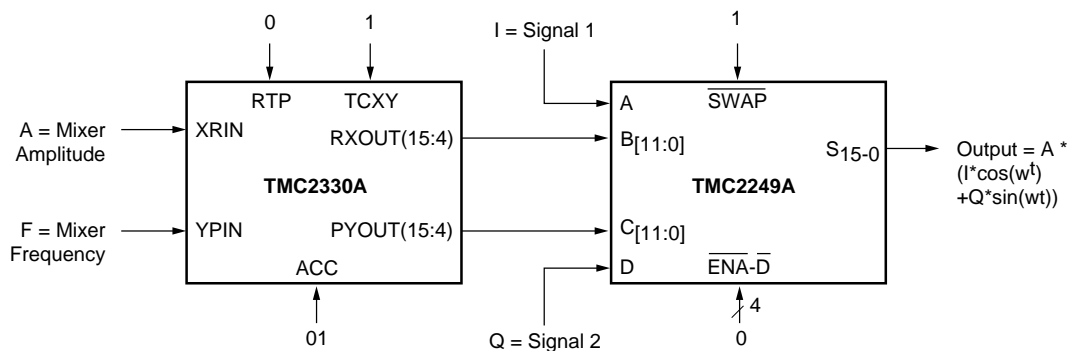 0
1
I = Signal 1
1
RTP
TCXY
A
SWAP
A = Mixer
Amplitude
XRIN
RXOUT(15:4)
B[11:0]
S15-0
Output = A *
(I*cos(wt)
+Q*sin(wt))
TMC2330A
TMC2249A
F = Mixer
Frequency
YPIN
PYOUT(15:4)
C[11:0]
ACC
D
ENA-D
4
01
Q = Signal 2
0